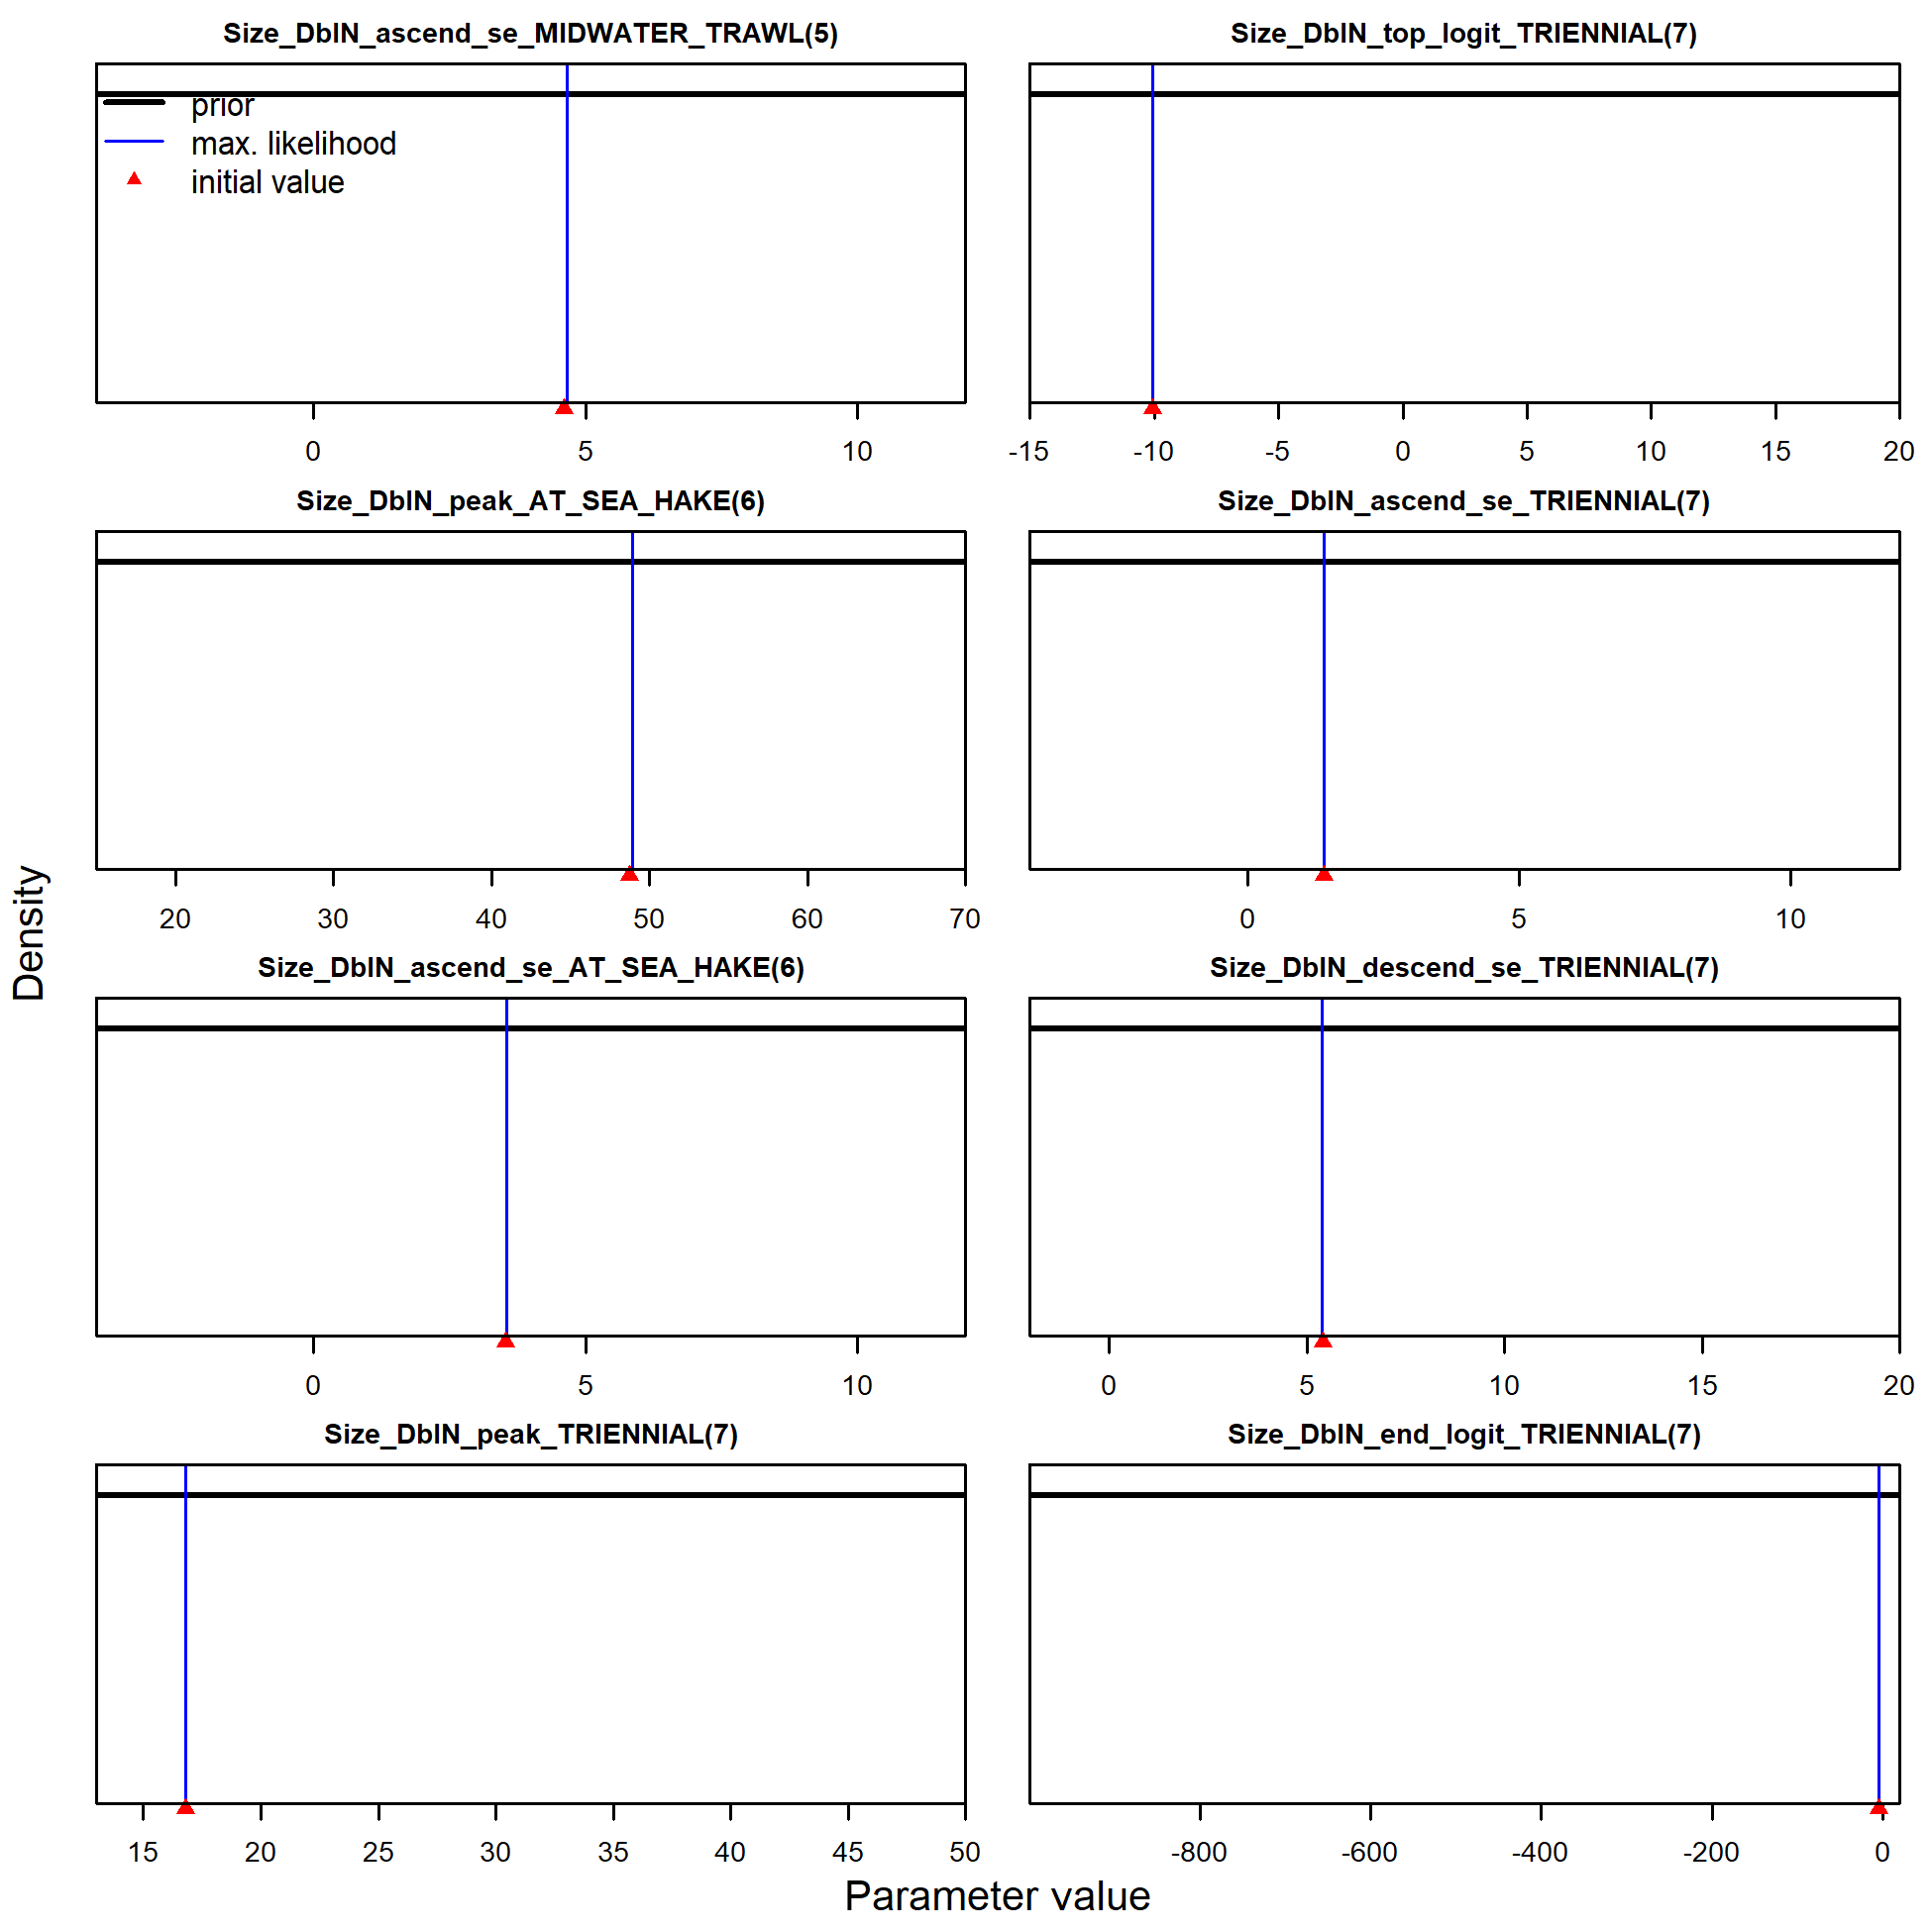 Size_DblN_ascend_se_MIDWATER_TRAWL(5)
prior
max. likelihood
initial value
0 5 10
Size_DblN_top_logit_TRIENNIAL(7)
-15 -10 -5 0 5 10 15 20
Size_DblN_peak_AT_SEA_HAKE(6)
20 30 40 50 60 70
Size_DblN_ascend_se_TRIENNIAL(7)
0 5 10
Size_DblN_ascend_se_AT_SEA_HAKE(6)
0 5 10
Size_DblN_descend_se_TRIENNIAL(7)
0 5 10 15 20
Size_DblN_peak_TRIENNIAL(7)
15 20 25 30 35 40 45 50
Size_DblN_end_logit_TRIENNIAL(7)
-800 -600 -400 -200 0
Density
Parameter value